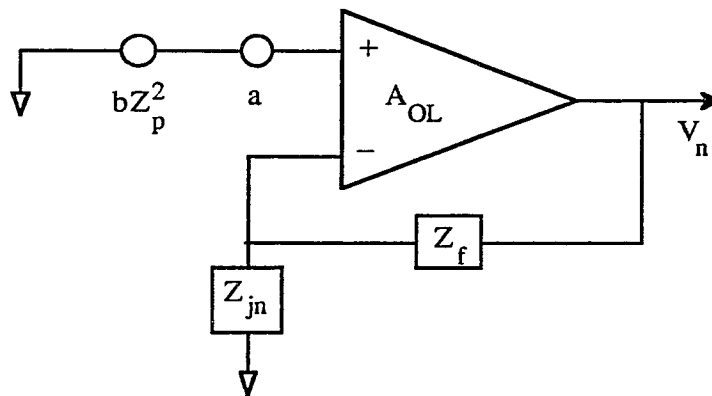 +
A_OL
bZ_p^2
a
−
V_n
Z_f
Z_jn